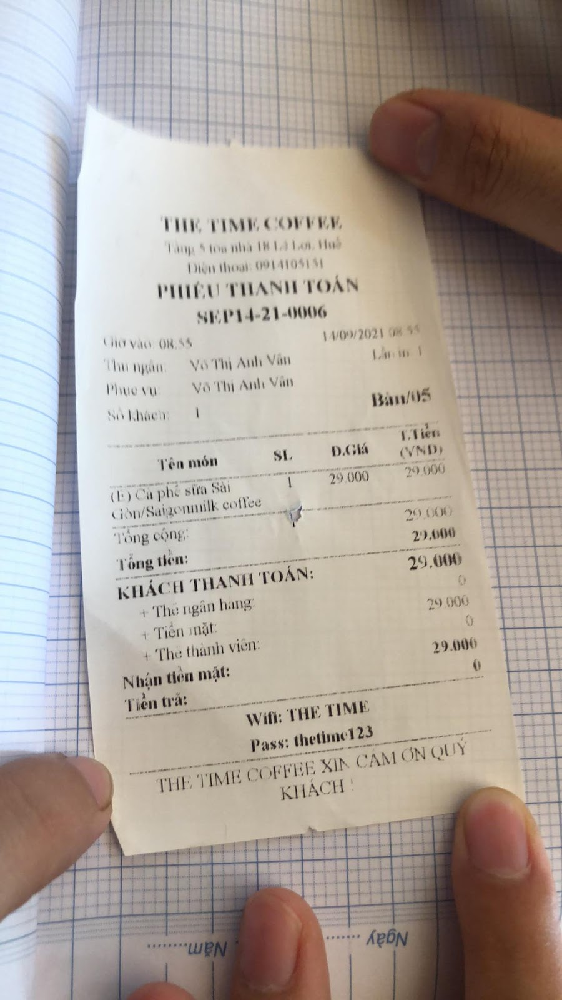 THE TIME COFFEE
Tầng 5 toà nhà 18 Lê Lợi, Huế
Điện thoại: 0914105151
PHIẾU THANH TOÁN
SEP14-21-0006
Giờ vào: 08:55 14/09/2021 08:55
Thu ngân: Võ Thị Anh Vân Lần in: 1
Phục vụ: Võ Thị Anh Vân
Số khách: 1 Bàn/05
Tên món SL Đ.Giá T.Tiền (VNĐ)
(E) Cà phê sữa Sài 1 29.000 29.000
Gòn/Saigonmilk coffee
Tổng cộng: 29.000
Tổng tiền: 29.000
KHÁCH THANH TOÁN: 29.000
+ Thẻ ngân hàng: 0
+ Tiền mặt: 29.000
+ Thẻ thành viên: 0
Nhận tiền mặt: 29.000
Tiền trả: 0
Wifi: THE TIME
Pass: thetime123
THE TIME COFFEE XIN CẢM ƠN QUÝ
KHÁCH !
Ngày ........
Năm.........